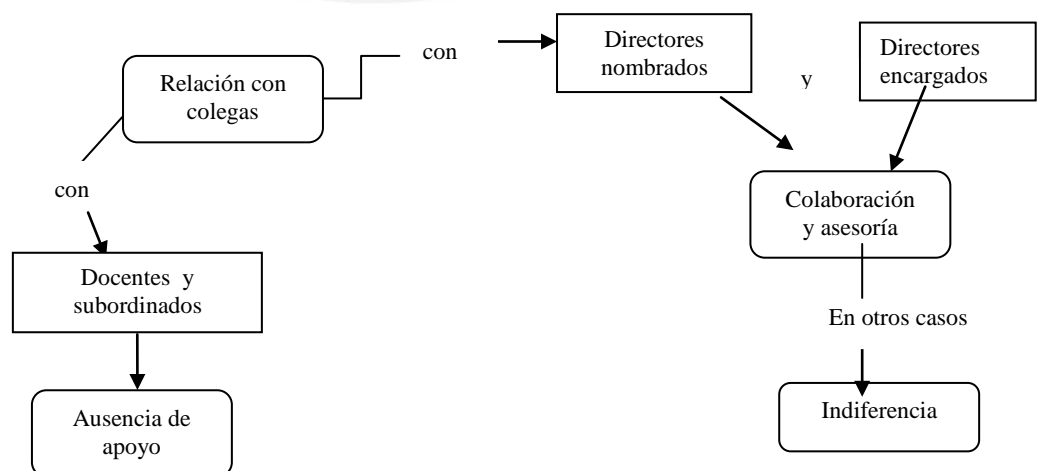 Relación con
colegas
con
Directores
nombrados
y
Directores
encargados
Colaboración
y asesoría
En otros casos
Indiferencia
con
Docentes y
subordinados
Ausencia de
apoyo